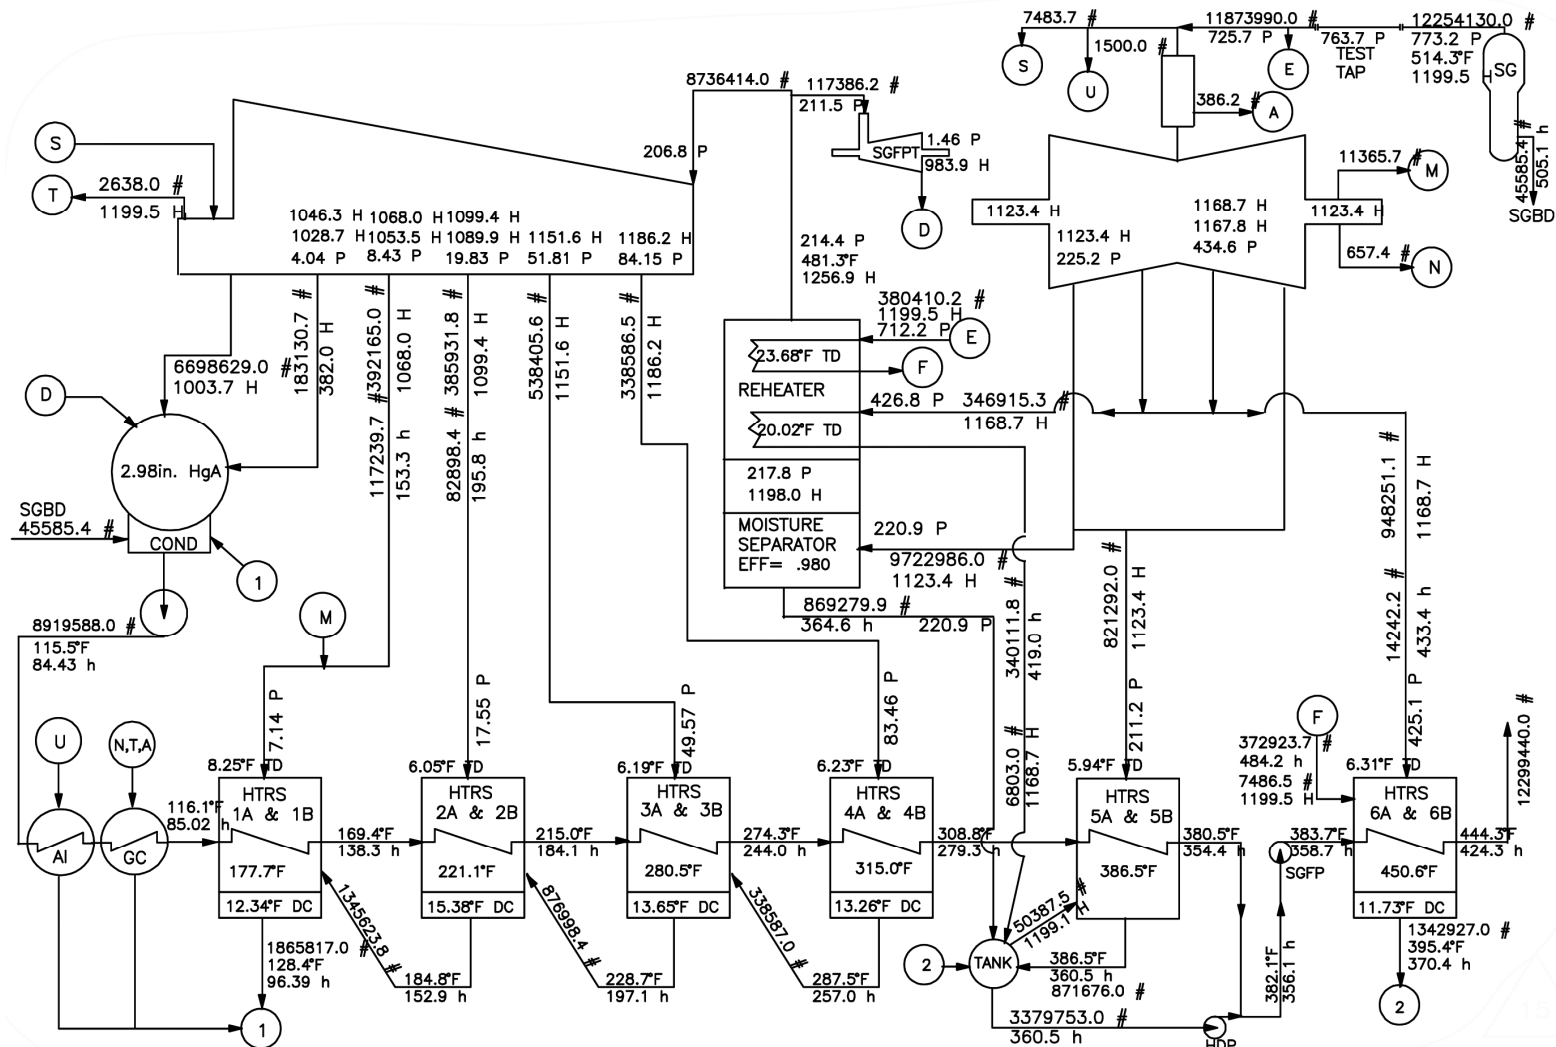 7483.7 #
11873990.0 #
12254130.0 #
725.7 P
763.7 P
773.2 P
1500.0 #
TEST
TAP
514.3°F
1199.5 H
SG
S
U
E
386.2 #
A
8736414.0 #
117386.2 #
211.5 P
1.46 P
SGFPT
983.9 H
D
206.8 P
S
T
2638.0 #
1199.5 H
1046.3 H
1068.0 H
1099.4 H
1028.7 H
1053.5 H
1089.9 H
1151.6 H
1186.2 H
4.04 P
8.43 P
19.83 P
51.81 P
84.15 P
214.4 P
481.3°F
1256.9 H
11365.7 #
M
45585.4 #
505.1 h
SGBD
1123.4 H
1168.7 H
1167.8 H
434.6 P
1123.4 H
1123.4 H
225.2 P
657.4 #
N
183130.7 #
382.0 H
392165.0 #
1068.0 H
385931.8 #
1099.4 H
538405.6 #
1151.6 H
338586.5 #
1186.2 H
6698629.0 #
1003.7 H
380410.2 #
1199.5 H
712.2 P
E
23.68°F TD
F
REHEATER
426.8 P
346915.3 #
1168.7 H
20.02°F TD
217.8 P
1198.0 H
MOISTURE
SEPARATOR
EFF= .980
220.9 P
9722986.0 #
1123.4 H
869279.9 #
364.6 h
220.9 P
D
2.98in. HgA
SGBD
45585.4 #
COND
1
117239.7 #
153.3 h
82898.4 #
195.8 h
948251.1 #
1168.7 H
14242.2 #
433.4 h
425.1 P
340111.8 #
419.0 h
821292.0 #
1123.4 H
211.2 P
6803.0 #
1168.7 H
8919588.0 #
115.5°F
84.43 h
M
7.14 P
17.55 P
49.57 P
83.46 P
U
N,T,A
F
372923.7 #
484.2 h
7486.5 #
1199.5 H
12299440.0 #
8.25°F TD
6.05°F TD
6.19°F TD
6.23°F TD
5.94°F TD
6.31°F TD
HTRS
1A & 1B
HTRS
2A & 2B
HTRS
3A & 3B
HTRS
4A & 4B
HTRS
5A & 5B
HTRS
6A & 6B
AI
GC
116.1°F
85.02 h
169.4°F
138.3 h
215.0°F
184.1 h
274.3°F
244.0 h
308.8°F
279.3 h
380.5°F
354.4 h
383.7°F
358.7 h
SGFP
444.3°F
424.3 h
177.7°F
221.1°F
280.5°F
315.0°F
386.5°F
450.6°F
12.34°F DC
15.38°F DC
13.65°F DC
13.26°F DC
11.73°F DC
1345623.8 #
876998.4 #
338587.0 #
50387.5 #
1199.1 H
1865817.0 #
128.4°F
96.39 h
184.8°F
152.9 h
228.7°F
197.1 h
287.5°F
257.0 h
2
TANK
386.5°F
360.5 h
871676.0 #
382.1°F
356.1 h
1342927.0 #
395.4°F
370.4 h
2
1
3379753.0 #
360.5 h
HDP
15